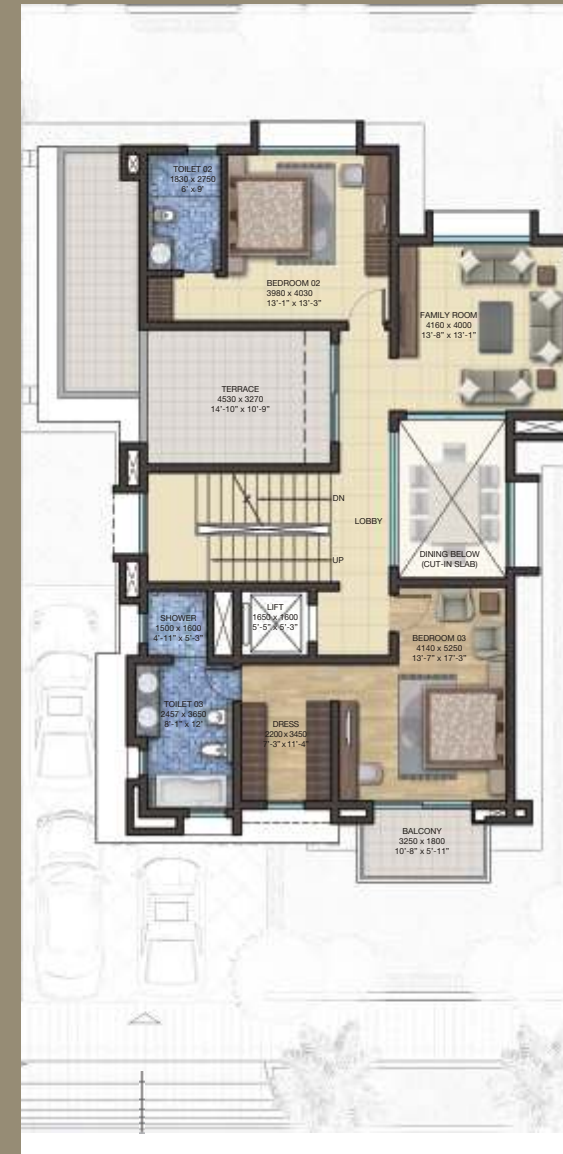 TOILET 02
1830 x 2750
6' x 9'
BEDROOM 02
3980 x 4030
13'-1" x 13'-3"
FAMILY ROOM
4160 x 4000
13'-8" x 13'-1"
TERRACE
4530 x 3270
14'-10" x 10'-9"
DN
LOBBY
UP
DINING BELOW
(CUT-IN SLAB)
LIFT
1650 x 1600
5'-5" x 5'-3"
SHOWER
1500 x 1600
4'-11" x 5'-3"
BEDROOM 03
4140 x 5250
13'-7" x 17'-3"
TOILET 03
2457 x 3650
8'-1" x 12'
DRESS
2200 x 3450
7'-3" x 11'-4"
BALCONY
3250 x 1800
10'-8" x 5'-11"